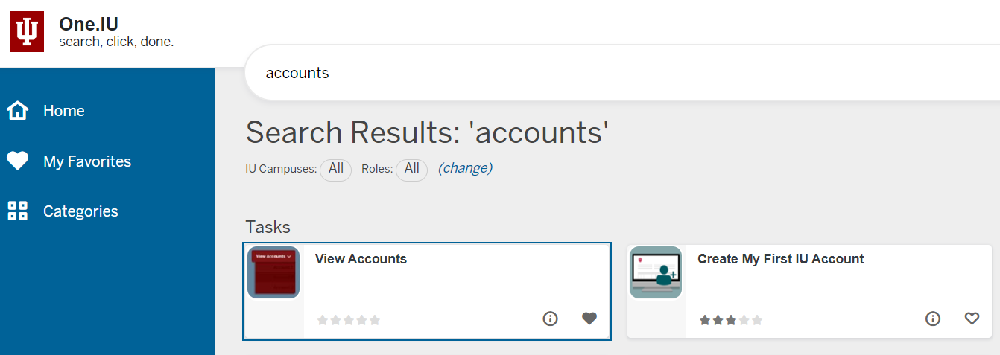 One.IU
search, click, done.
accounts
Home
My Favorites
Categories
Search Results: 'accounts'
IU Campuses: All Roles: All (change)
Tasks
View Accounts
View Accounts
Create My First IU Account